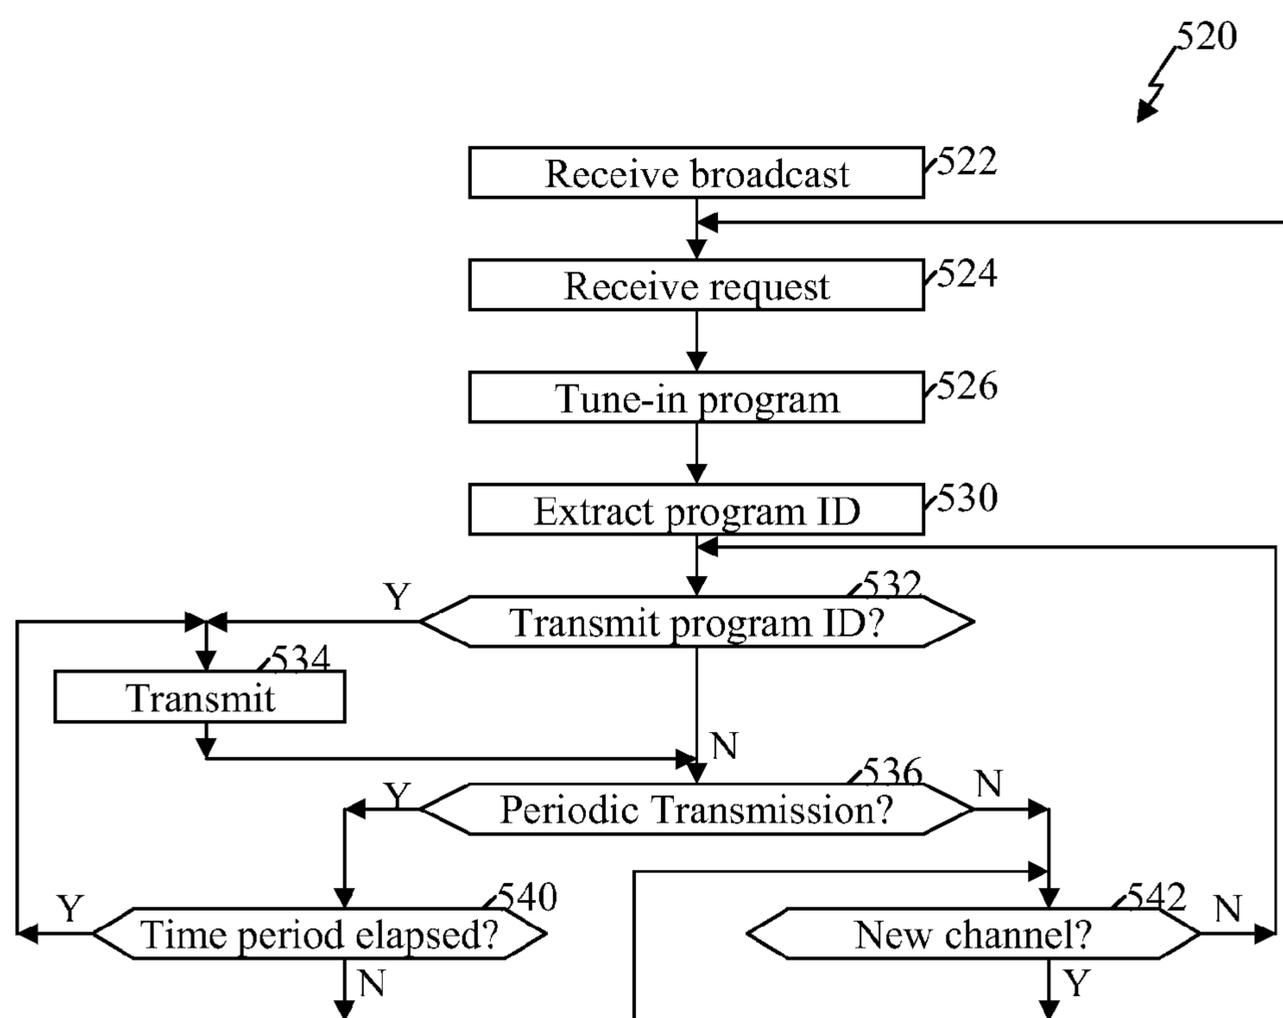 520
Receive broadcast
522
Receive request
524
Tune-in program
526
Extract program ID
530
532
Y
Transmit program ID?
534
Transmit
N
536
Y
Periodic Transmission?
N
540
Y
Time period elapsed?
N
542
New channel?
N
Y